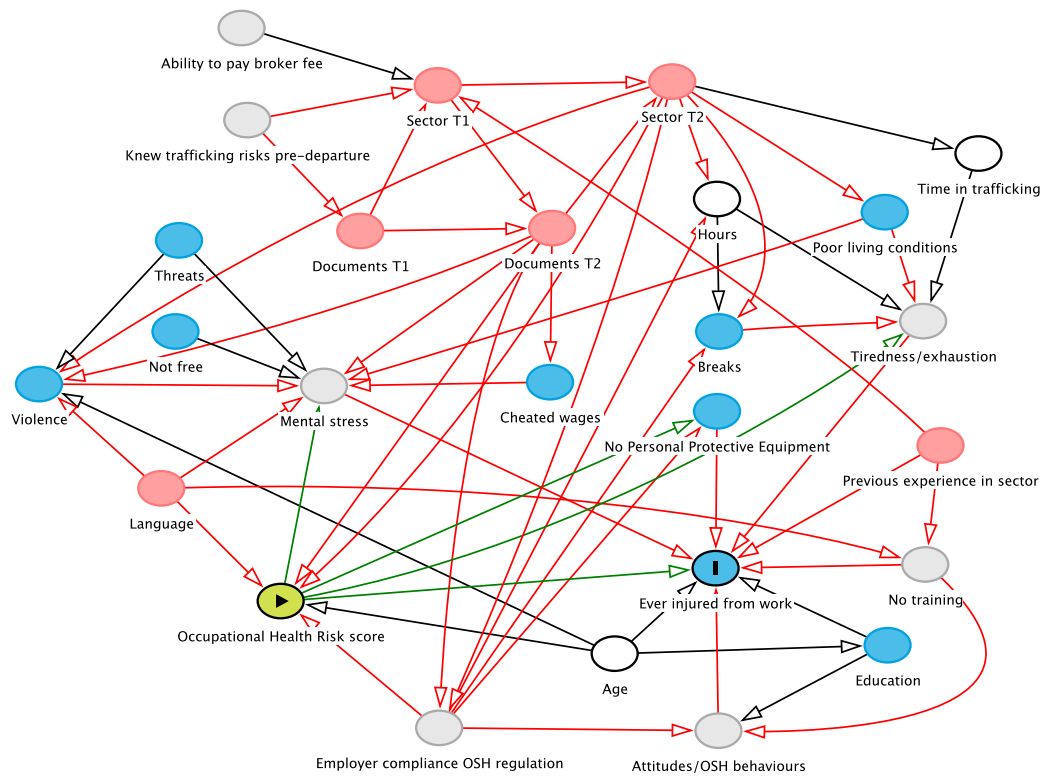 Ability to pay broker fee
Sector T1
Sector T2
Knew trafficking risks pre-departure
Time in trafficking
Hours
Poor living conditions
Documents T1
Documents T2
Threats
Not free
Breaks
Tiredness/exhaustion
Violence
Mental stress
Cheated wages
No Personal Protective Equipment
Previous experience in sector
Language
Ever injured from work
No training
Occupational Health Risk score
Age
Education
Employer compliance OSH regulation
Attitudes/OSH behaviours